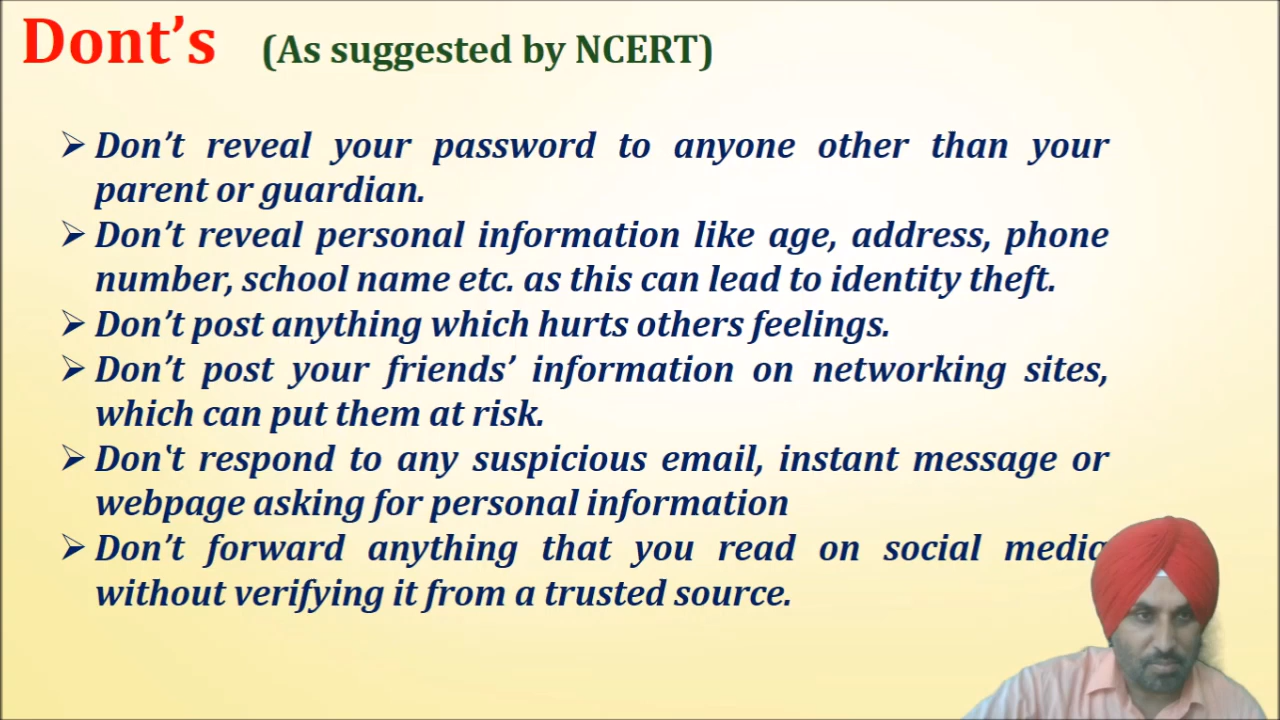 Dont’s (As suggested by NCERT)
➢ Don’t reveal your password to anyone other than your
parent or guardian.
➢ Don’t reveal personal information like age, address, phone
number, school name etc. as this can lead to identity theft.
➢ Don’t post anything which hurts others feelings.
➢ Don’t post your friends’ information on networking sites,
which can put them at risk.
➢ Don‛t respond to any suspicious email, instant message or
webpage asking for personal information
➢ Don’t forward anything that you read on social media
without verifying it from a trusted source.